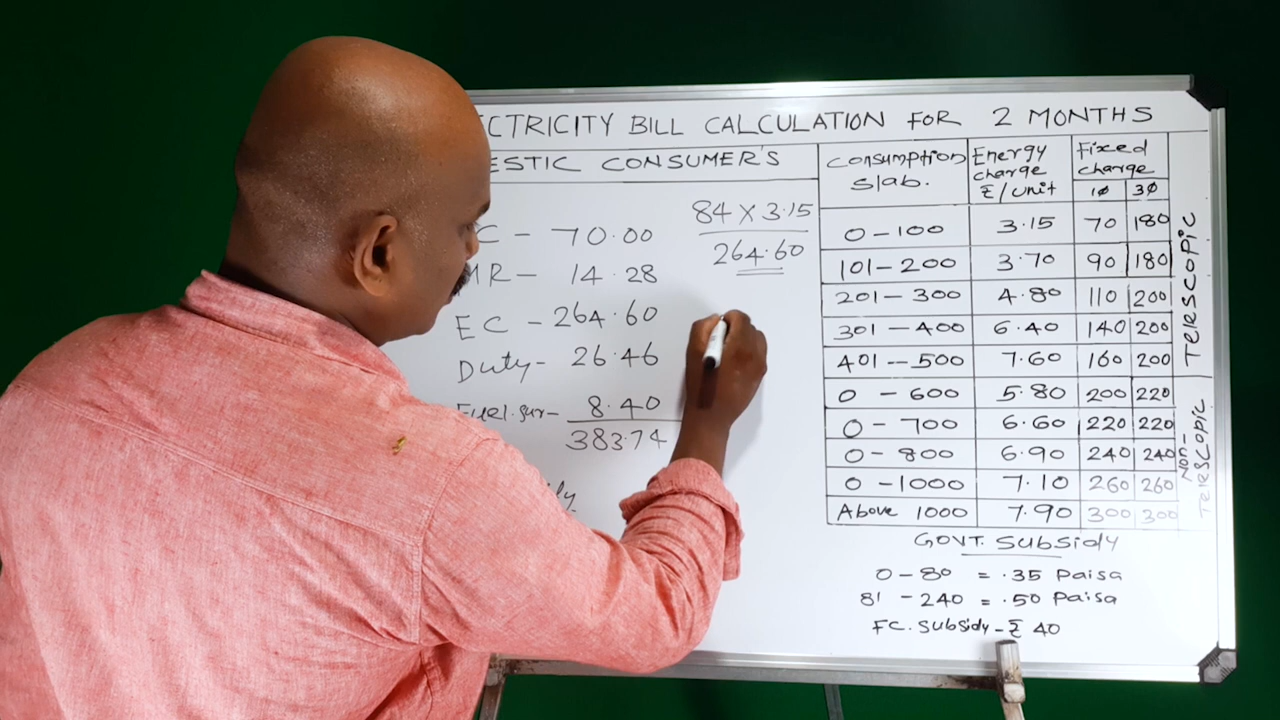 ECTRICITY BILL CALCULATION FOR 2 MONTHS
ESTIC CONSUMER'S
C - 70.00
MR - 14.28
EC - 264.60
Duty - 26.46
Fuel.sur - 8.40
383.74
84 X 3.15
264.60
Consumption slab. Energy charge ₹/unit Fixed charge
1ø 3ø
0-100 3.15 70 180
101-200 3.70 90 180
201-300 4.80 110 200
301-400 6.40 140 200
401-500 7.60 160 200
0-600 5.80 200 220
0-700 6.60 220 220
0-800 6.90 240 240
0-1000 7.10 260 260
Above 1000 7.90 300 300
TeleScopic
Non-TeleScopic
GOVT. Subsidy
0-80 = .35 Paisa
81-240 = .50 Paisa
FC. Subsidy - ₹ 40